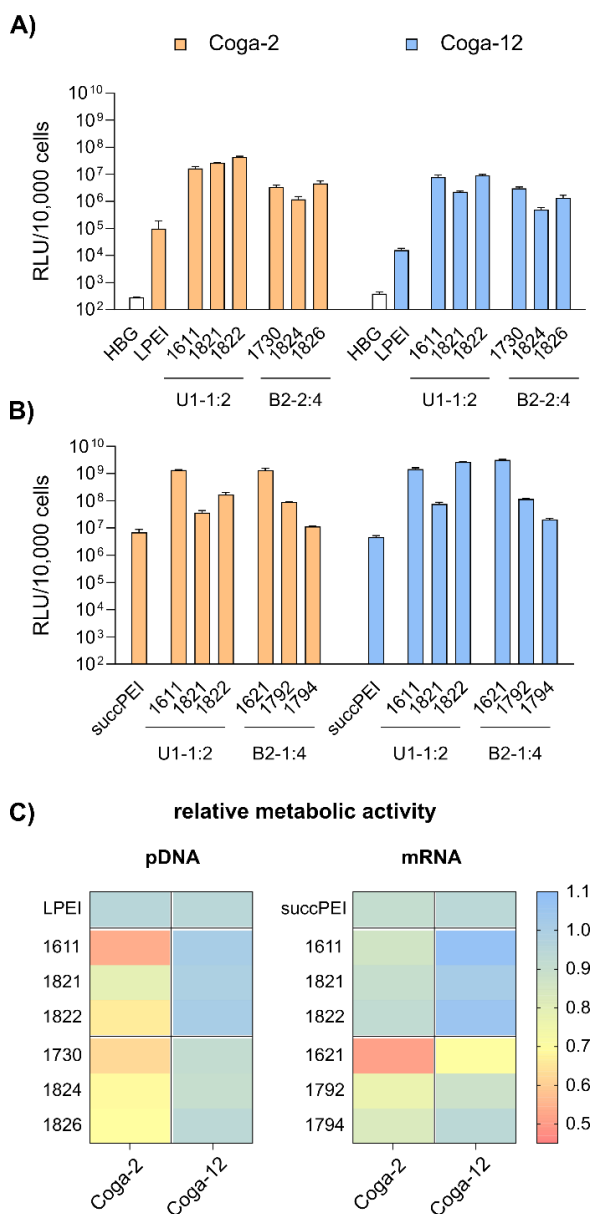 A)
Coga-2 Coga-12
RLU/10,000 cells
10^10
10^9
10^8
10^7
10^6
10^5
10^4
10^3
10^2
HBG LPEI 1611 1821 1822 1730 1824 1826 HBG LPEI 1611 1821 1822 1730 1824 1826
U1-1:2 B2-2:4 U1-1:2 B2-2:4
B)
RLU/10,000 cells
10^10
10^9
10^8
10^7
10^6
10^5
10^4
10^3
10^2
succPEI 1611 1821 1822 1621 1792 1794 succPEI 1611 1821 1822 1621 1792 1794
U1-1:2 B2-1:4 U1-1:2 B2-1:4
C) relative metabolic activity
pDNA mRNA
LPEI succPEI 1.1
1611 1611 1.0
1821 1821 0.9
1822 1822 0.8
1730 1621 0.7
1824 1792 0.6
1826 1794 0.5
Coga-2 Coga-12 Coga-2 Coga-12